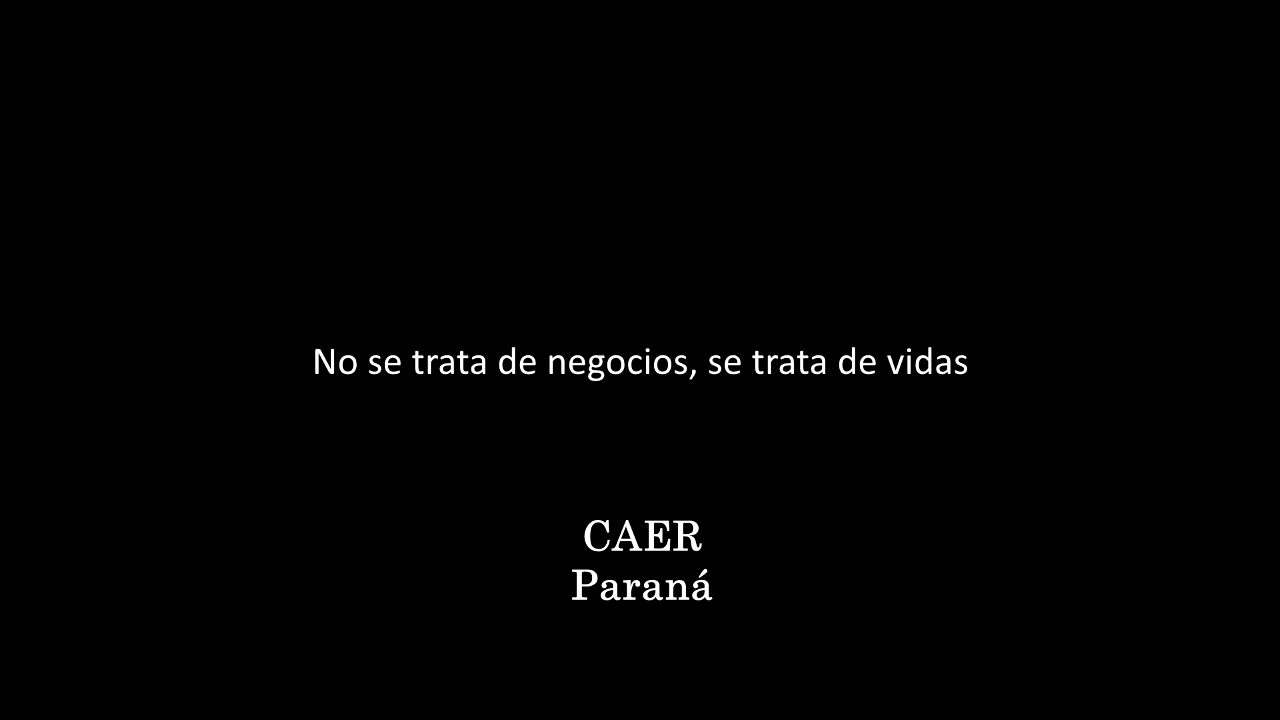 No se trata de negocios, se trata de vidas
CAER
Paraná